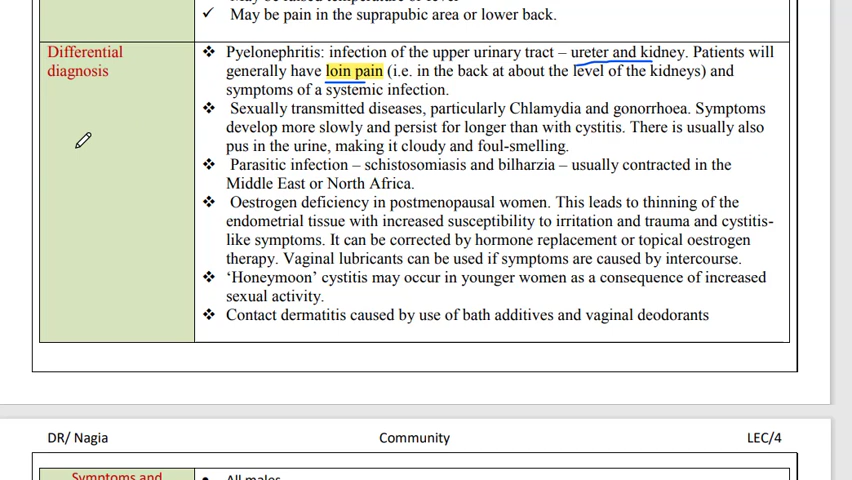 May be pain in the suprapubic area or lower back.
Differential
diagnosis
Pyelonephritis: infection of the upper urinary tract – ureter and kidney. Patients will
generally have loin pain (i.e. in the back at about the level of the kidneys) and
symptoms of a systemic infection.
Sexually transmitted diseases, particularly Chlamydia and gonorrhoea. Symptoms
develop more slowly and persist for longer than with cystitis. There is usually also
pus in the urine, making it cloudy and foul-smelling.
Parasitic infection – schistosomiasis and bilharzia – usually contracted in the
Middle East or North Africa.
Oestrogen deficiency in postmenopausal women. This leads to thinning of the
endometrial tissue with increased susceptibility to irritation and trauma and cystitis-
like symptoms. It can be corrected by hormone replacement or topical oestrogen
therapy. Vaginal lubricants can be used if symptoms are caused by intercourse.
‘Honeymoon’ cystitis may occur in younger women as a consequence of increased
sexual activity.
Contact dermatitis caused by use of bath additives and vaginal deodorants
DR/ Nagia Community LEC/4
Symptoms and
All males